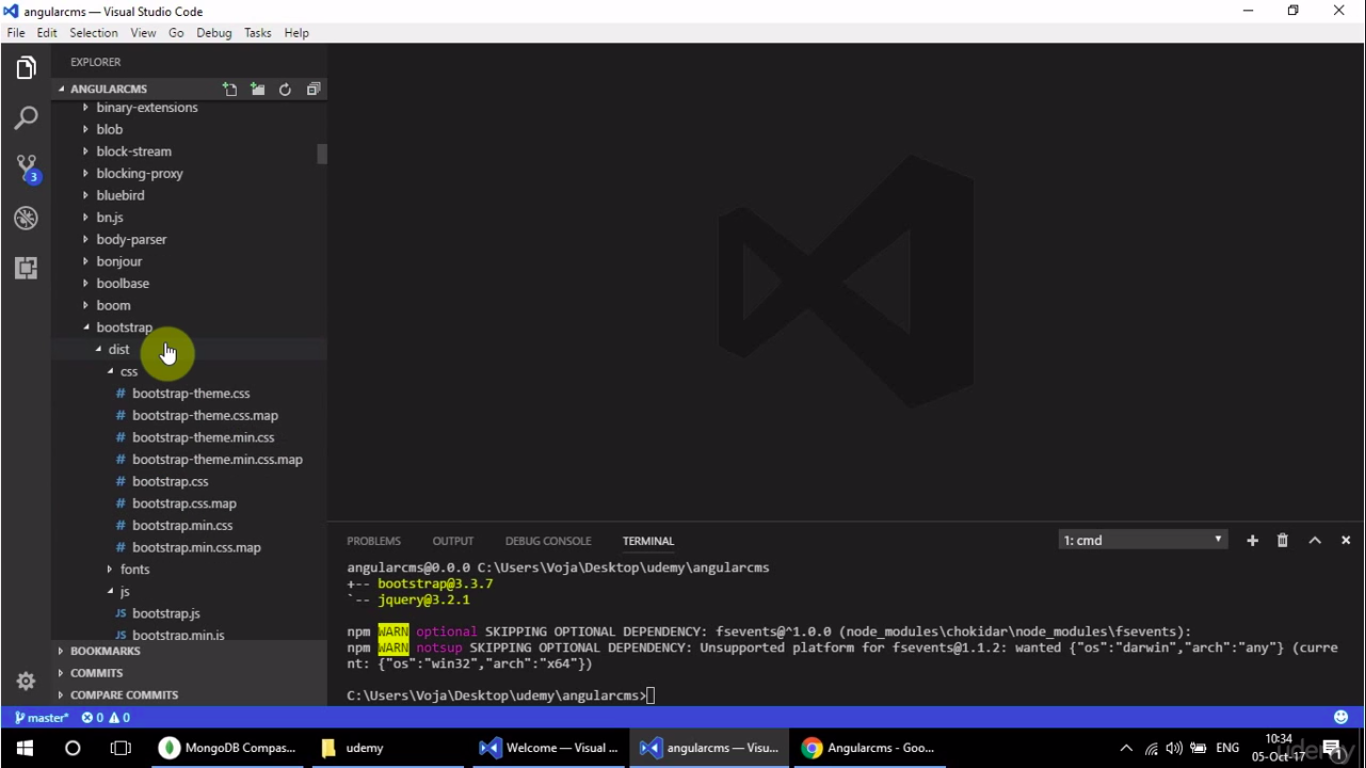 angularcms — Visual Studio Code
File Edit Selection View Go Debug Tasks Help
EXPLORER
ANGULARCMS
binary-extensions
blob
block-stream
blocking-proxy
bluebird
bn.js
body-parser
bonjour
boolbase
boom
bootstrap
dist
css
# bootstrap-theme.css
# bootstrap-theme.css.map
# bootstrap-theme.min.css
# bootstrap-theme.min.css.map
# bootstrap.css
# bootstrap.css.map
# bootstrap.min.css
# bootstrap.min.css.map
fonts
js
JS bootstrap.js
JS bootstrap.min.js
BOOKMARKS
COMMITS
COMPARE COMMITS
3
PROBLEMS OUTPUT DEBUG CONSOLE TERMINAL 1: cmd
angularcms@0.0.0 C:\Users\Voja\Desktop\udemy\angularcms
+-- bootstrap@3.3.7
`-- jquery@3.2.1
npm WARN optional SKIPPING OPTIONAL DEPENDENCY: fsevents@^1.0.0 (node_modules\chokidar\node_modules\fsevents):
npm WARN notsup SKIPPING OPTIONAL DEPENDENCY: Unsupported platform for fsevents@1.1.2: wanted {"os":"darwin","arch":"any"} (curre
nt: {"os":"win32","arch":"x64"})
C:\Users\Voja\Desktop\udemy\angularcms>
master* 0 0
MongoDB Compas... udemy Welcome — Visual ... angularcms — Visu... Angularcms - Goo... ENG 10:34
05-Oct-17
udemy
1